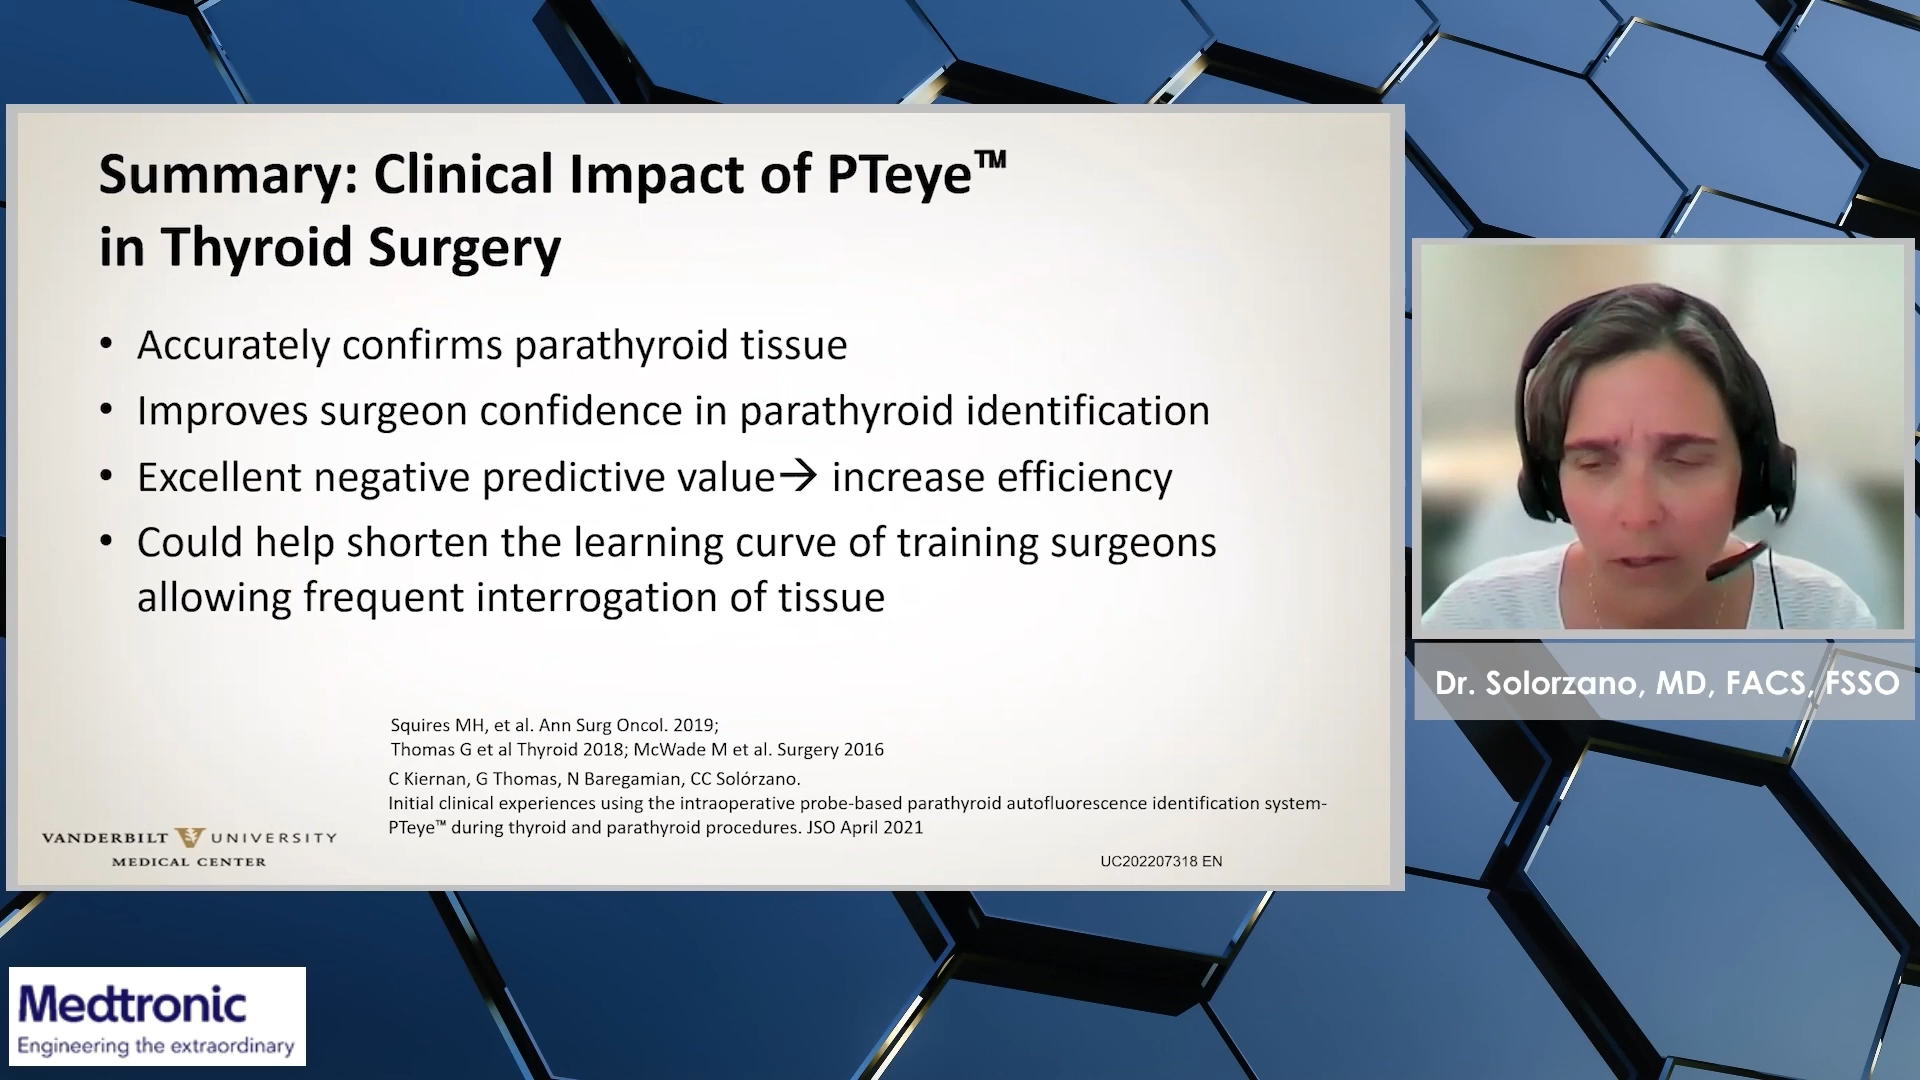 Summary: Clinical Impact of PTeye™
in Thyroid Surgery
• Accurately confirms parathyroid tissue
• Improves surgeon confidence in parathyroid identification
• Excellent negative predictive value→ increase efficiency
• Could help shorten the learning curve of training surgeons
allowing frequent interrogation of tissue
Squires MH, et al. Ann Surg Oncol. 2019;
Thomas G et al Thyroid 2018; McWade M et al. Surgery 2016
C Kiernan, G Thomas, N Baregamian, CC Solórzano.
Initial clinical experiences using the intraoperative probe-based parathyroid autofluorescence identification system-
PTeye™ during thyroid and parathyroid procedures. JSO April 2021
VANDERBILT UNIVERSITY
MEDICAL CENTER
UC202207318 EN
Dr. Solorzano, MD, FACS, FSSO
Medtronic
Engineering the extraordinary